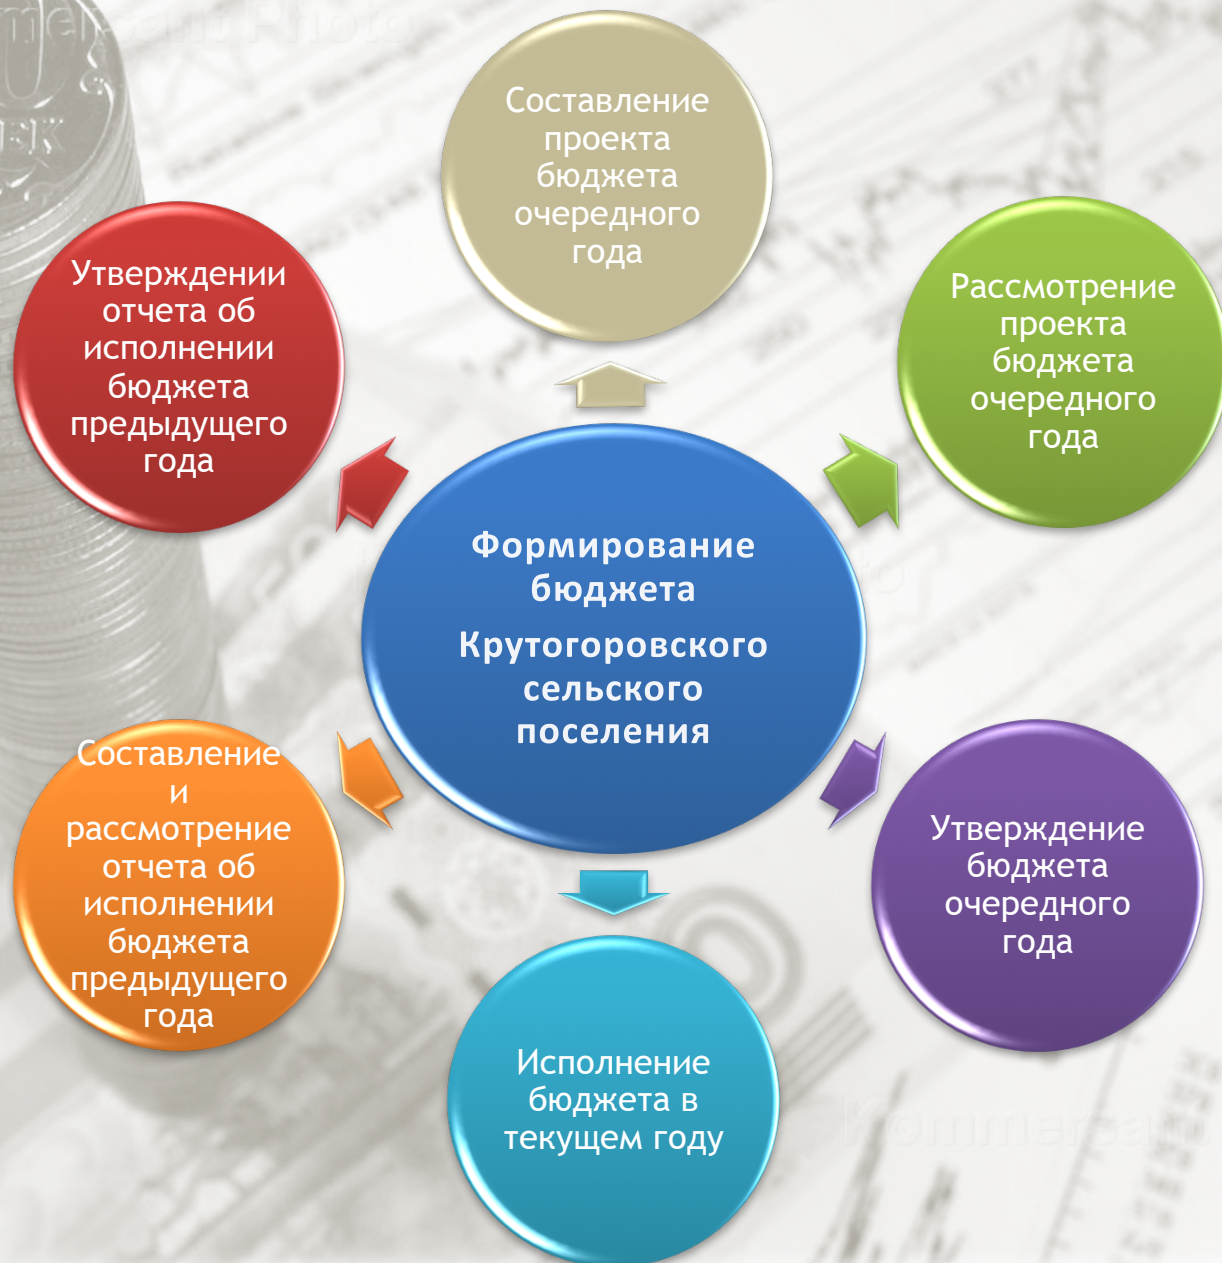 Составление
проекта
бюджета
очередного
года
Рассмотрение
проекта
бюджета
очередного
года
Утверждение
бюджета
очередного
года
Исполнение
бюджета в
текущем году
Составление
и
рассмотрение
отчета об
исполнении
бюджета
предыдущего
года
Утверждении
отчета об
исполнении
бюджета
предыдущего
года
Формирование
бюджета
Крутогоровского
сельского
поселения
Kommersant